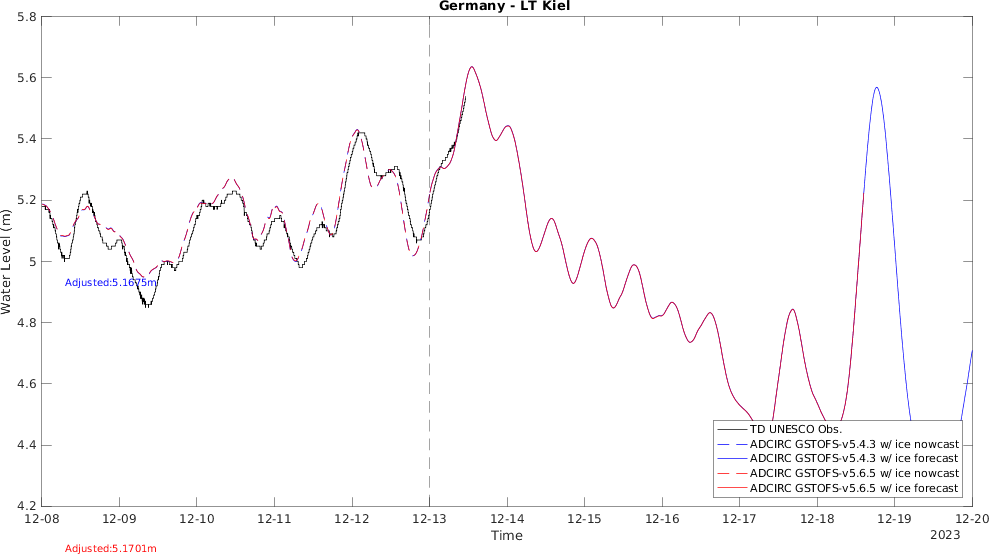 Germany - LT Kiel
5.8
5.6
5.4
5.2
5
4.8
4.6
4.4
4.2
Water Level (m)
Adjusted:5.1675m
TD UNESCO Obs.
ADCIRC GSTOFS-v5.4.3 w/ ice nowcast
ADCIRC GSTOFS-v5.4.3 w/ ice forecast
ADCIRC GSTOFS-v5.6.5 w/ ice nowcast
ADCIRC GSTOFS-v5.6.5 w/ ice forecast
12-08 12-09 12-10 12-11 12-12 12-13 12-14 12-15 12-16 12-17 12-18 12-19 12-20
Time
2023
Adjusted:5.1701m